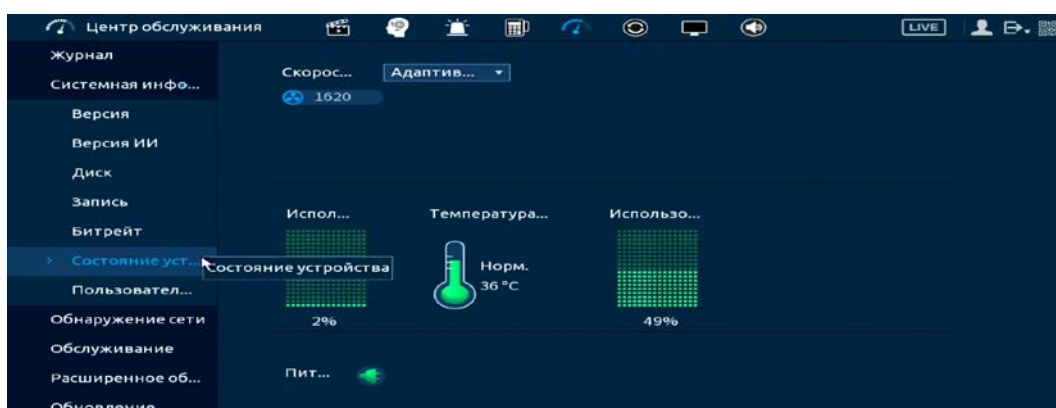 Центр обслуживания
LIVE
Журнал
Системная инфо...
Версия
Версия ИИ
Диск
Запись
Битрейт
Состояние уст...
Состояние устройства
Пользовател...
Обнаружение сети
Обслуживание
Расширенное об...
Обновление
Скорос...
Адаптив...
1620
Испол...
Температура...
Использо...
Норм.
36 °C
2%
49%
Пит...